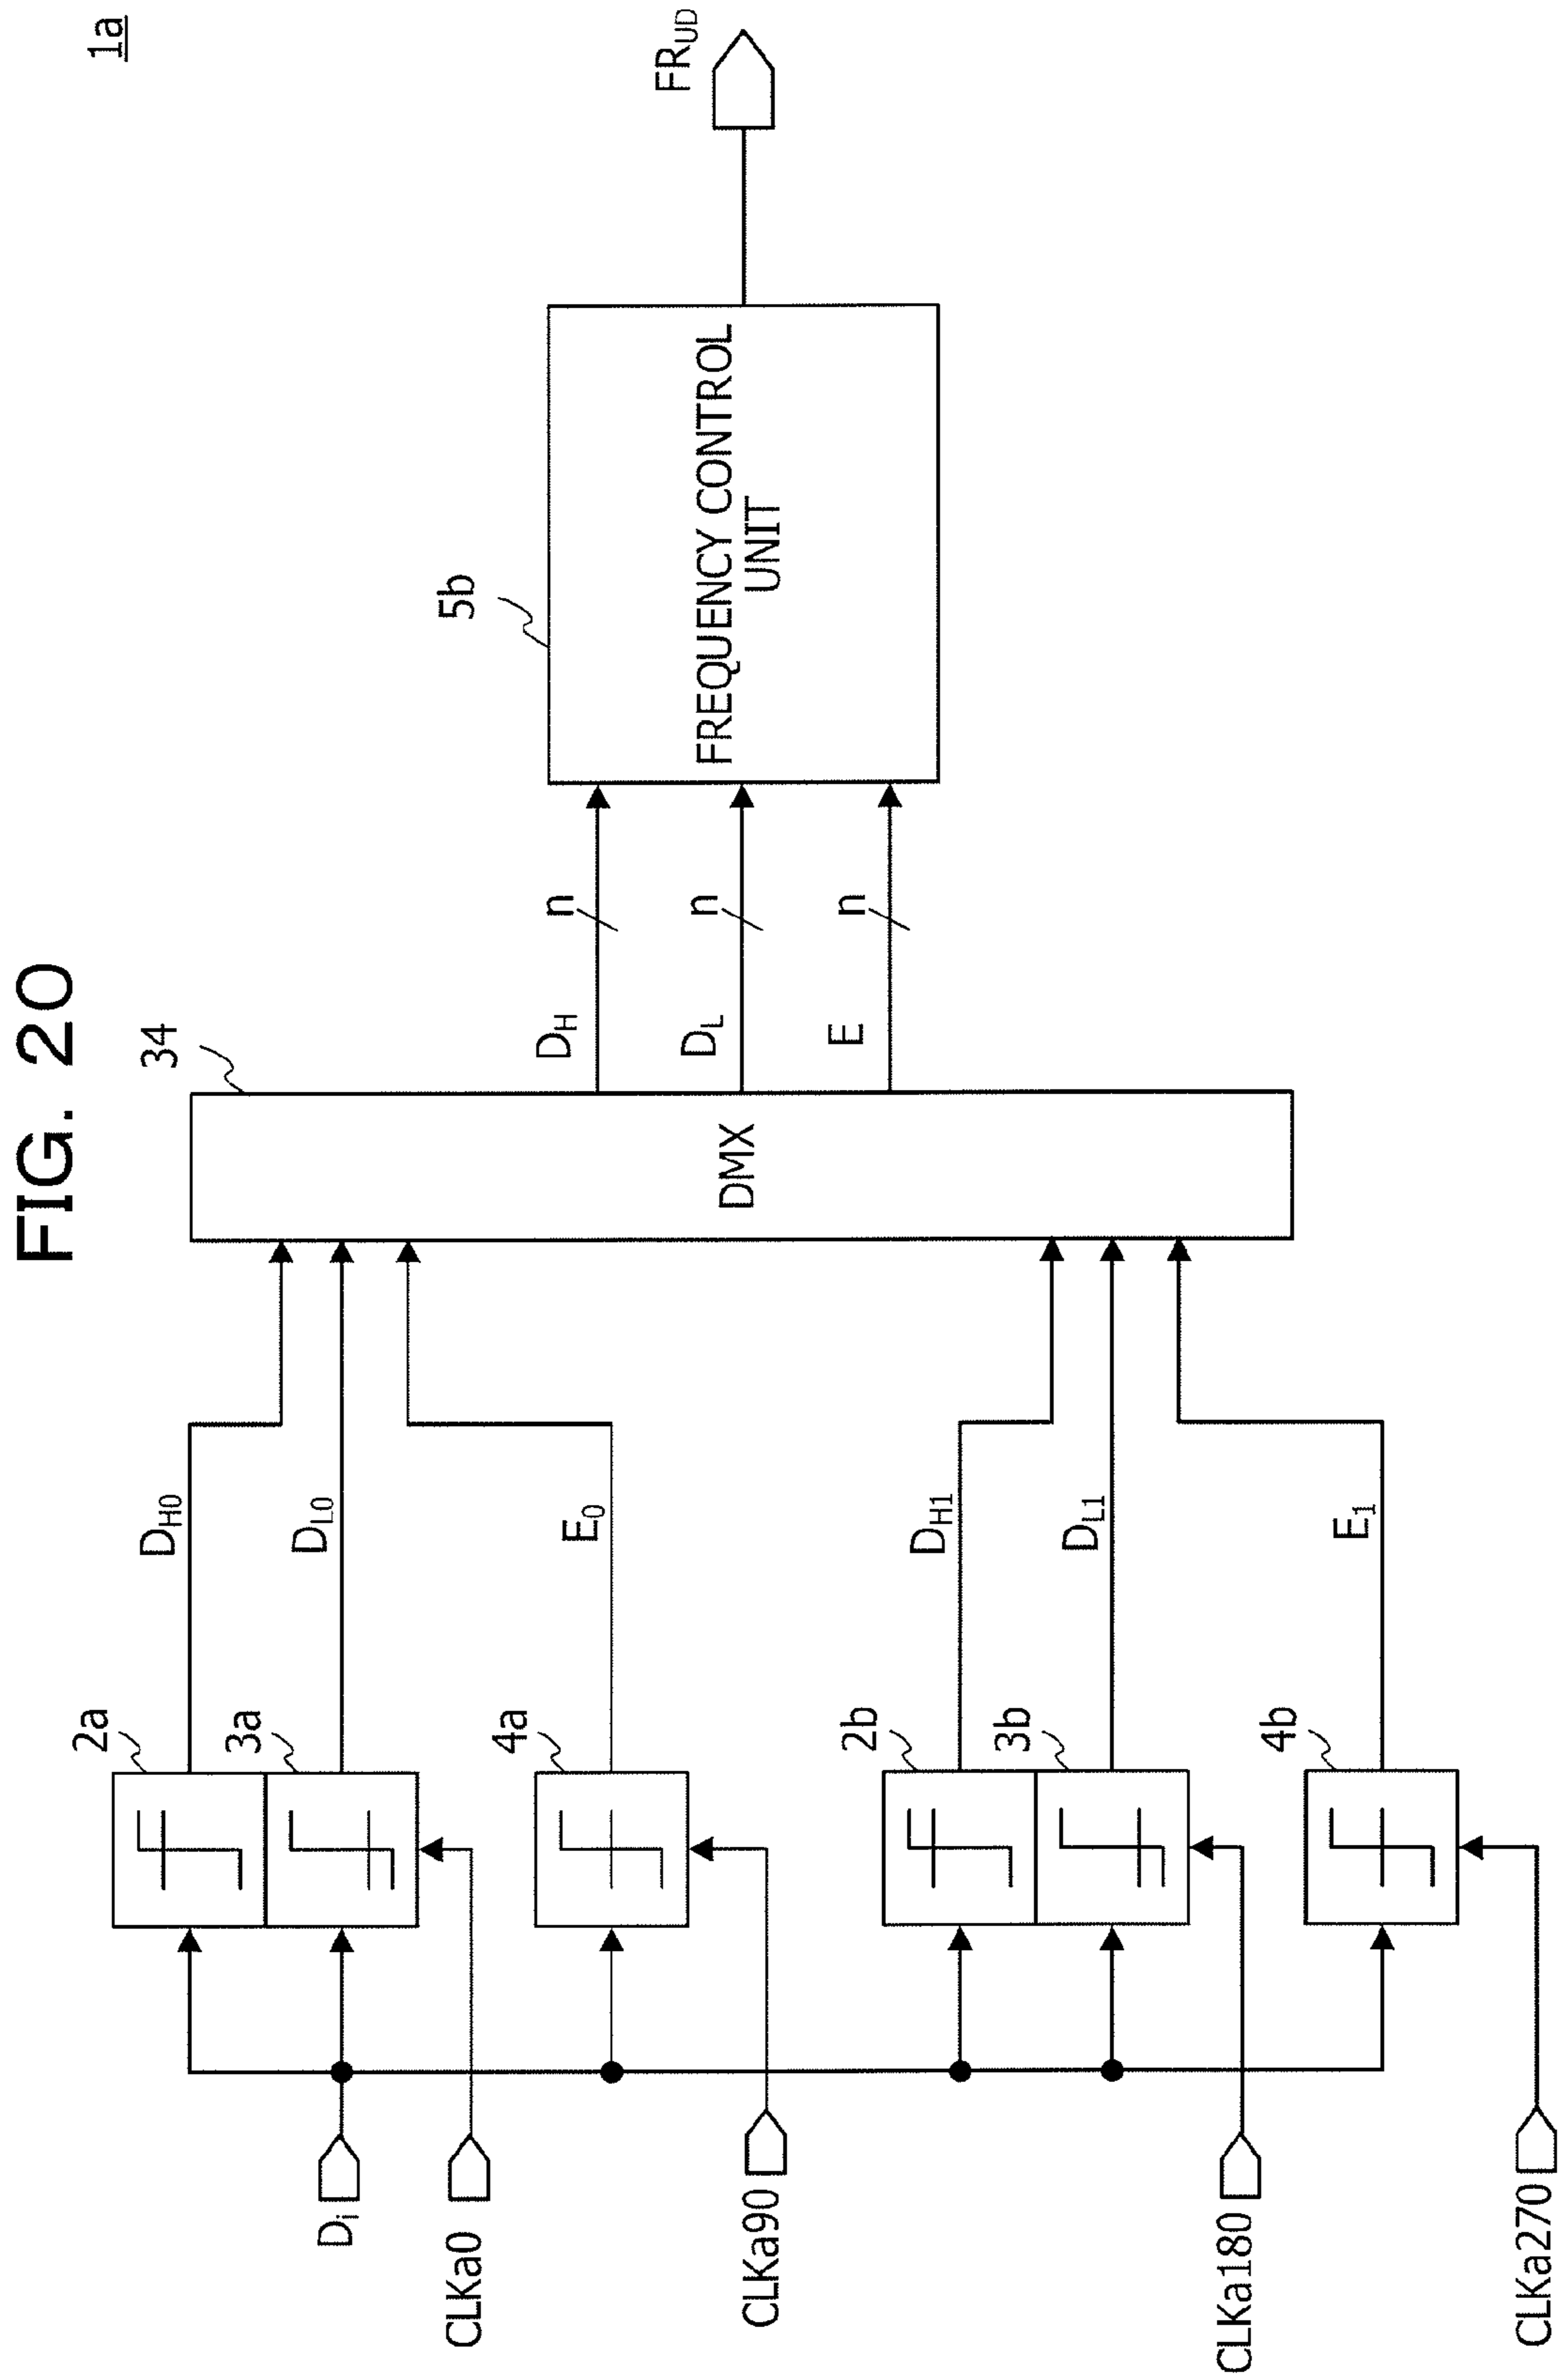 FIG. 20
1a
2a
D_H0
3a
D_L0
4a
E_0
2b
D_H1
3b
D_L1
4b
E_1
D_i
CLKa0
CLKa90
CLKa180
CLKa270
34
DMX
D_H
n
D_L
n
E
n
5b
FREQUENCY CONTROL
UNIT
FR_UD